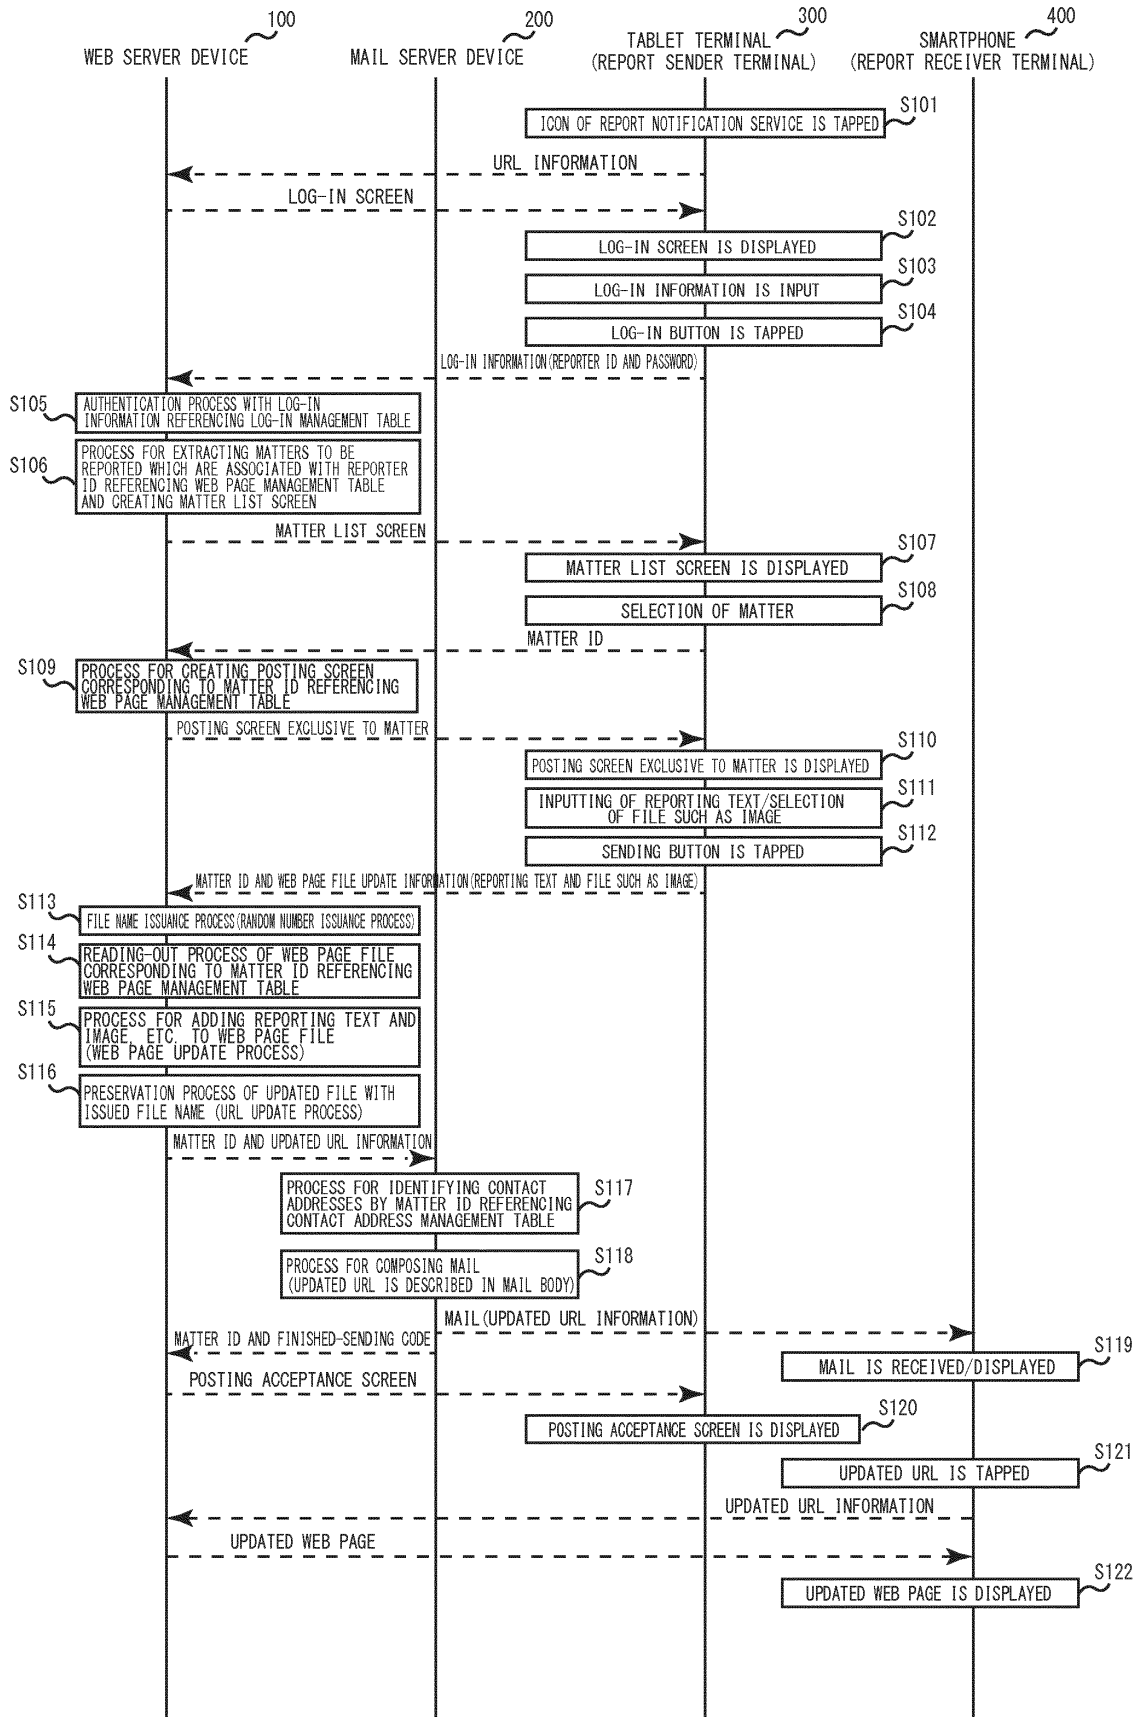 100
WEB SERVER DEVICE
200
MAIL SERVER DEVICE
300
TABLET TERMINAL
(REPORT SENDER TERMINAL)
400
SMARTPHONE
(REPORT RECEIVER TERMINAL)
S101
ICON OF REPORT NOTIFICATION SERVICE IS TAPPED
URL INFORMATION
LOG-IN SCREEN
S102
LOG-IN SCREEN IS DISPLAYED
S103
LOG-IN INFORMATION IS INPUT
S104
LOG-IN BUTTON IS TAPPED
LOG-IN INFORMATION(REPORTER ID AND PASSWORD)
S105
AUTHENTICATION PROCESS WITH LOG-IN
INFORMATION REFERENCING LOG-IN MANAGEMENT TABLE
S106
PROCESS FOR EXTRACTING MATTERS TO BE
REPORTED WHICH ARE ASSOCIATED WITH REPORTER
ID REFERENCING WEB PAGE MANAGEMENT TABLE
AND CREATING MATTER LIST SCREEN
MATTER LIST SCREEN
S107
MATTER LIST SCREEN IS DISPLAYED
S108
SELECTION OF MATTER
MATTER ID
S109
PROCESS FOR CREATING POSTING SCREEN
CORRESPONDING TO MATTER ID REFERENCING
WEB PAGE MANAGEMENT TABLE
POSTING SCREEN EXCLUSIVE TO MATTER
S110
POSTING SCREEN EXCLUSIVE TO MATTER IS DISPLAYED
S111
INPUTTING OF REPORTING TEXT/SELECTION
OF FILE SUCH AS IMAGE
S112
SENDING BUTTON IS TAPPED
MATTER ID AND WEB PAGE FILE UPDATE INFORMATION(REPORTING TEXT AND FILE SUCH AS IMAGE)
S113
FILE NAME ISSUANCE PROCESS(RANDOM NUMBER ISSUANCE PROCESS)
S114
READING-OUT PROCESS OF WEB PAGE FILE
CORRESPONDING TO MATTER ID REFERENCING
WEB PAGE MANAGEMENT TABLE
S115
PROCESS FOR ADDING REPORTING TEXT AND
IMAGE, ETC. TO WEB PAGE FILE
(WEB PAGE UPDATE PROCESS)
S116
PRESERVATION PROCESS OF UPDATED FILE WITH
ISSUED FILE NAME (URL UPDATE PROCESS)
MATTER ID AND UPDATED URL INFORMATION
S117
PROCESS FOR IDENTIFYING CONTACT
ADDRESSES BY MATTER ID REFERENCING
CONTACT ADDRESS MANAGEMENT TABLE
S118
PROCESS FOR COMPOSING MAIL
(UPDATED URL IS DESCRIBED IN MAIL BODY)
MAIL(UPDATED URL INFORMATION)
MATTER ID AND FINISHED-SENDING CODE
S119
MAIL IS RECEIVED/DISPLAYED
POSTING ACCEPTANCE SCREEN
S120
POSTING ACCEPTANCE SCREEN IS DISPLAYED
S121
UPDATED URL IS TAPPED
UPDATED URL INFORMATION
UPDATED WEB PAGE
S122
UPDATED WEB PAGE IS DISPLAYED